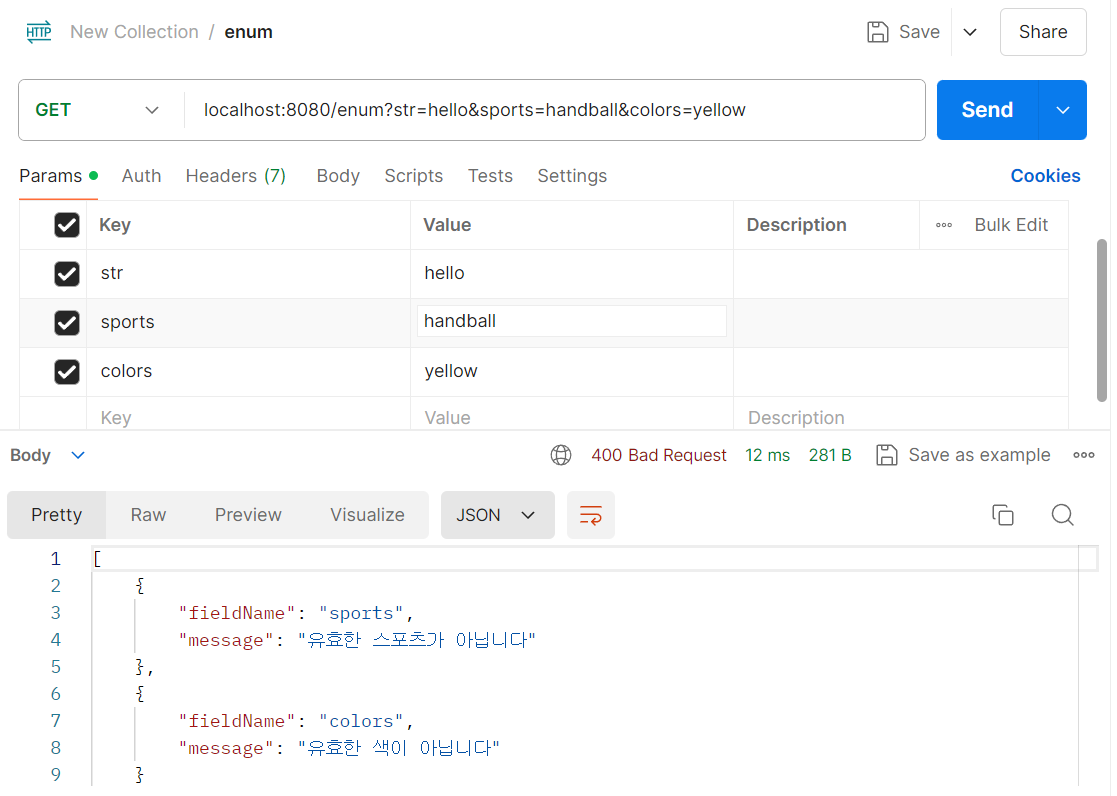 HTTP New Collection / enum Save Share
GET localhost:8080/enum?str=hello&sports=handball&colors=yellow Send
Params Auth Headers (7) Body Scripts Tests Settings Cookies
Key Value Description Bulk Edit
str hello
sports handball
colors yellow
Key Value Description
Body 400 Bad Request 12 ms 281 B Save as example
Pretty Raw Preview Visualize JSON
1 [
2 {
3 "fieldName": "sports",
4 "message": "유효한 스포츠가 아닙니다"
5 },
6 {
7 "fieldName": "colors",
8 "message": "유효한 색이 아닙니다"
9 }